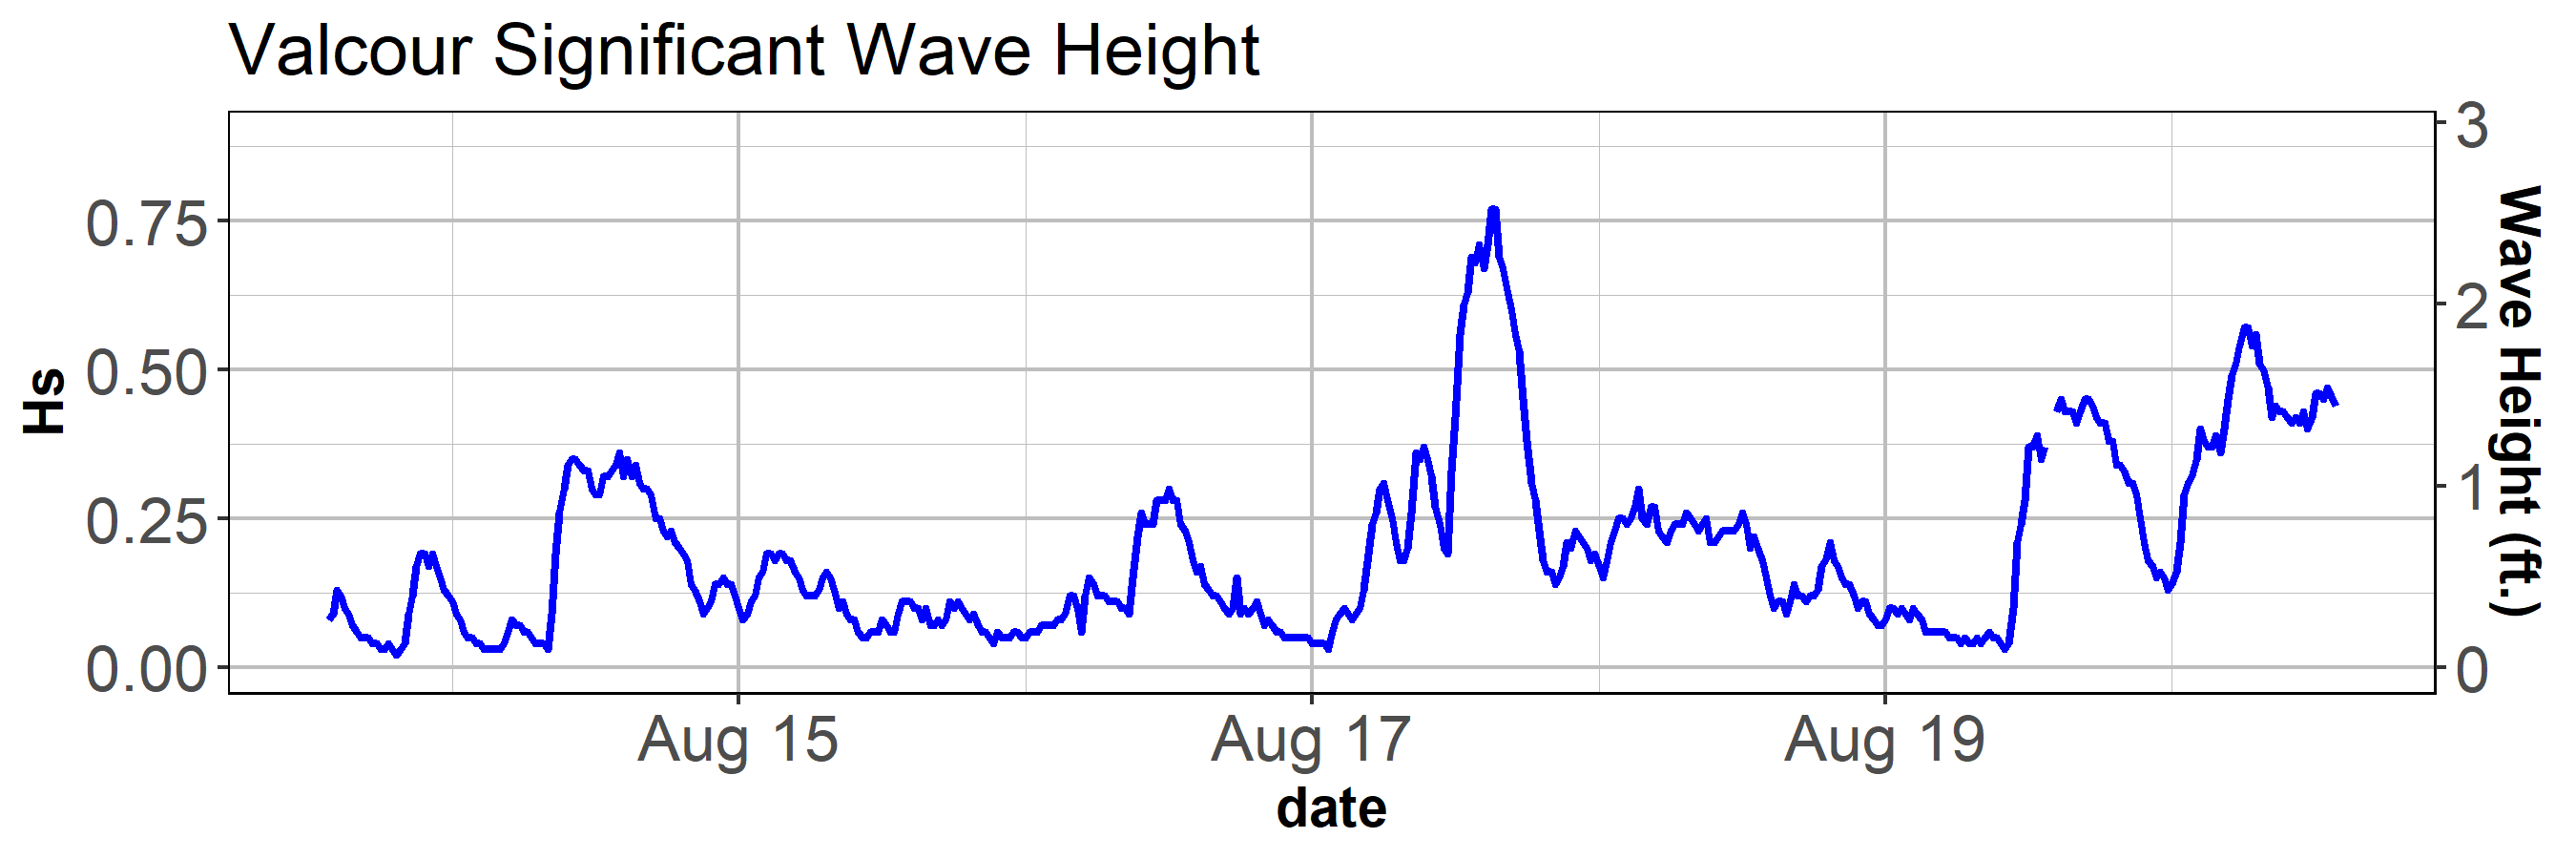 Valcour Significant Wave Height
Hs
0.75
0.50
0.25
0.00
3
2
1
0
Wave Height (ft.)
Aug 15
Aug 17
Aug 19
date